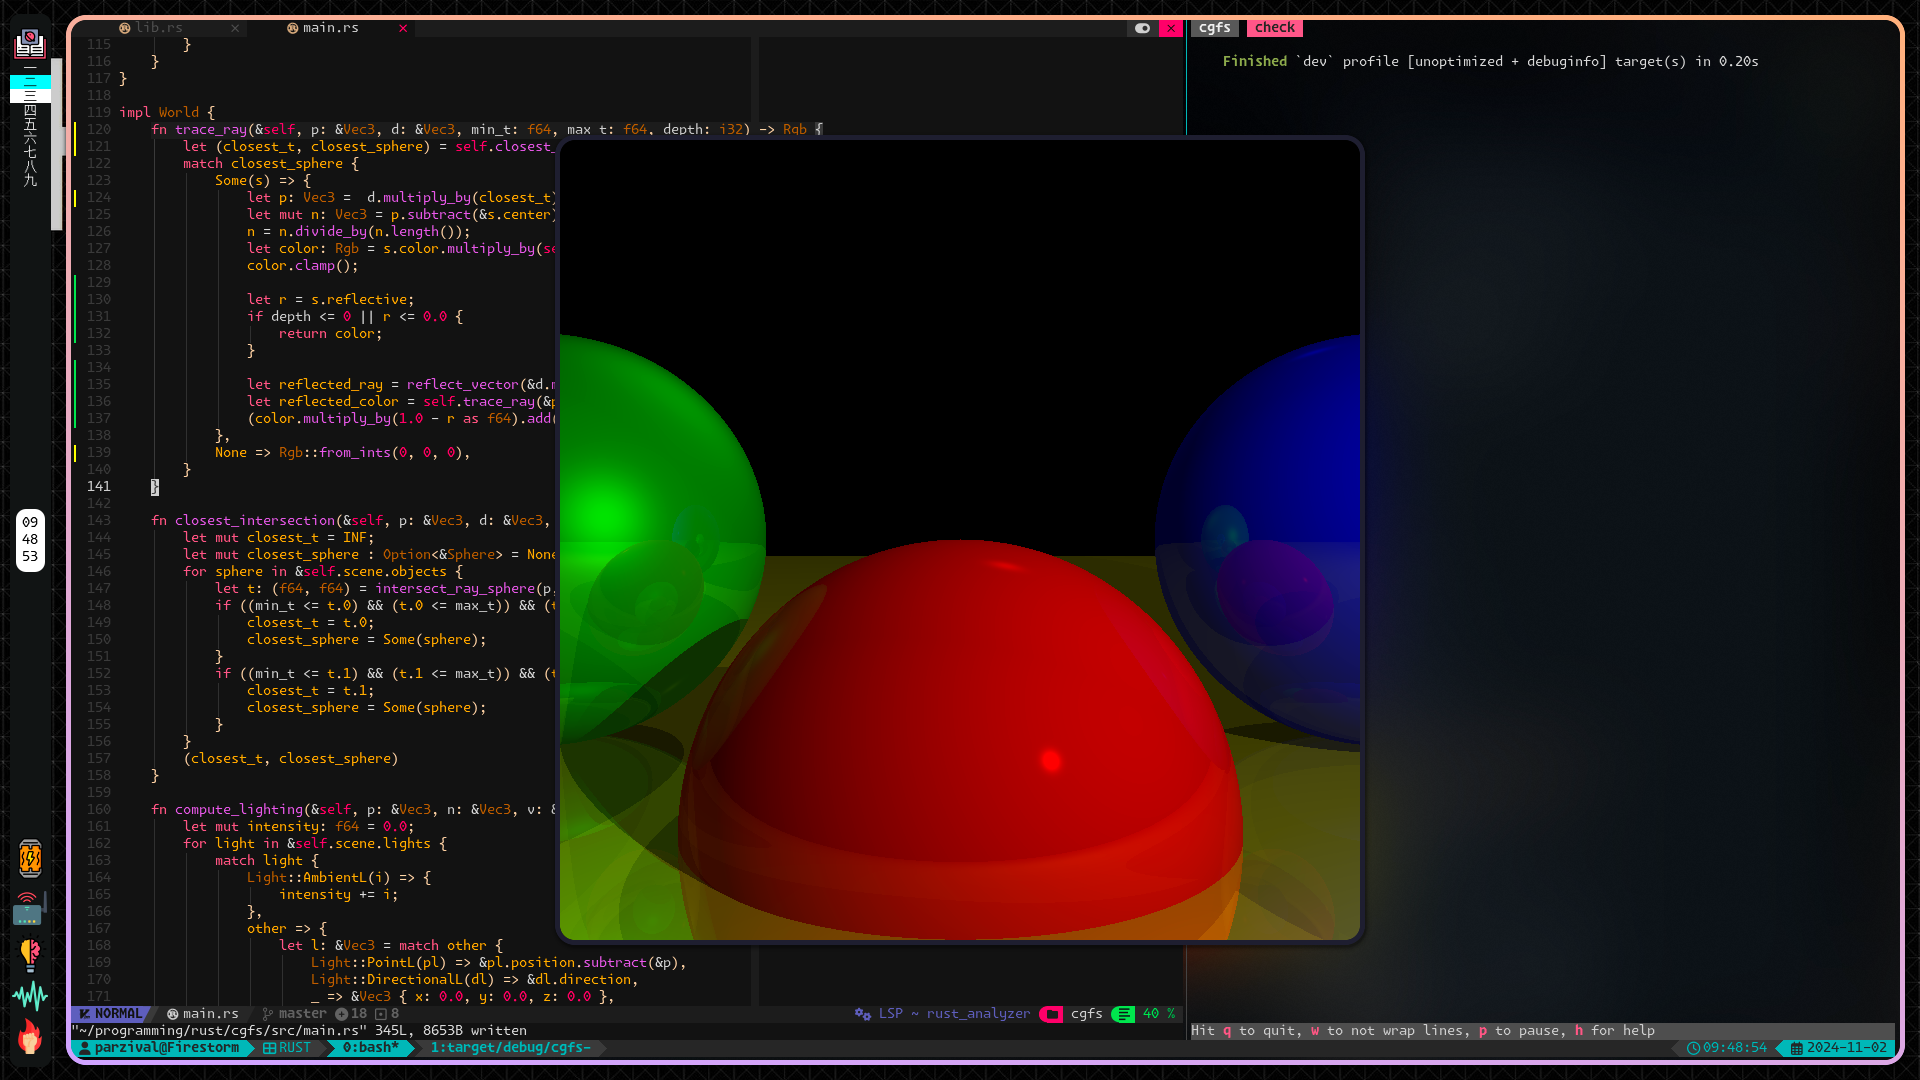 lib.rs
main.rs
115 }
116 }
117 }
118
119 impl World {
120 fn trace_ray(&self, p: &Vec3, d: &Vec3, min_t: f64, max_t: f64, depth: i32) -> Rgb {
121 let (closest_t, closest_sphere) = self.closest_
122 match closest_sphere {
123 Some(s) => {
124 let p: Vec3 =  d.multiply_by(closest_t)
125 let mut n: Vec3 = p.subtract(&s.center)
126 n = n.divide_by(n.length());
127 let color: Rgb = s.color.multiply_by(se
128 color.clamp();
129
130 let r = s.reflective;
131 if depth <= 0 || r <= 0.0 {
132 return color;
133 }
134
135 let reflected_ray = reflect_vector(&d.
136 let reflected_color = self.trace_ray(&p
137 (color.multiply_by(1.0 - r as f64).add(
138 },
139 None => Rgb::from_ints(0, 0, 0),
140 }
141 }
142
143 fn closest_intersection(&self, p: &Vec3, d: &Vec3,
144 let mut closest_t = INF;
145 let mut closest_sphere : Option<&Sphere> = None
146 for sphere in &self.scene.objects {
147 let t: (f64, f64) = intersect_ray_sphere(p,
148 if ((min_t <= t.0) && (t.0 <= max_t)) && (t
149 closest_t = t.0;
150 closest_sphere = Some(sphere);
151 }
152 if ((min_t <= t.1) && (t.1 <= max_t)) && (t
153 closest_t = t.1;
154 closest_sphere = Some(sphere);
155 }
156 }
157 (closest_t, closest_sphere)
158 }
159
160 fn compute_lighting(&self, p: &Vec3, n: &Vec3, v: &
161 let mut intensity: f64 = 0.0;
162 for light in &self.scene.lights {
163 match light {
164 Light::AmbientL(i) => {
165 intensity += i;
166 },
167 other => {
168 let l: &Vec3 = match other {
169 Light::PointL(pl) => &pl.position.subtract(&p),
170 Light::DirectionalL(dl) => &dl.direction,
171 _ => &Vec3 { x: 0.0, y: 0.0, z: 0.0 },
NORMAL main.rs master 18 8 LSP ~ rust_analyzer cgfs 40 %
"~/programming/rust/cgfs/src/main.rs" 345L, 8653B written
parzival@Firestorm RUST 0:bash* 1:target/debug/cgfs- 09:48:54 2024-11-02
cgfs check
Finished `dev` profile [unoptimized + debuginfo] target(s) in 0.20s
Hit q to quit, w to not wrap lines, p to pause, h for help
一
二
三
四
五
六
七
八
九
09
48
53